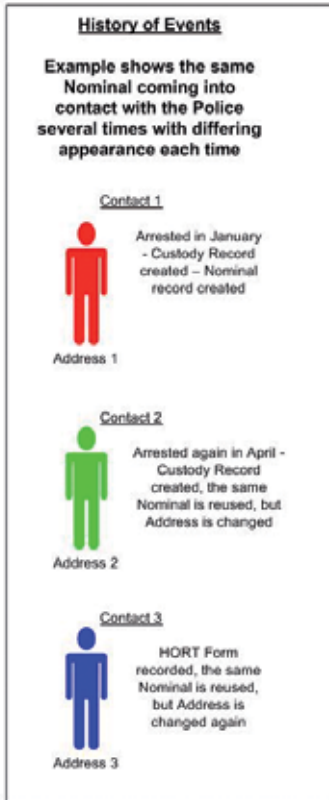 History of Events
Example shows the same
Nominal coming into
contact with the Police
several times with differing
appearance each time
Contact 1
Arrested in January
- Custody Record
created – Nominal
record created
Address 1
Contact 2
Arrested again in April -
Custody Record
created, the same
Nominal is reused, but
Address is changed
Address 2
Contact 3
HORT Form
recorded, the same
Nominal is reused,
but Address is
changed again
Address 3